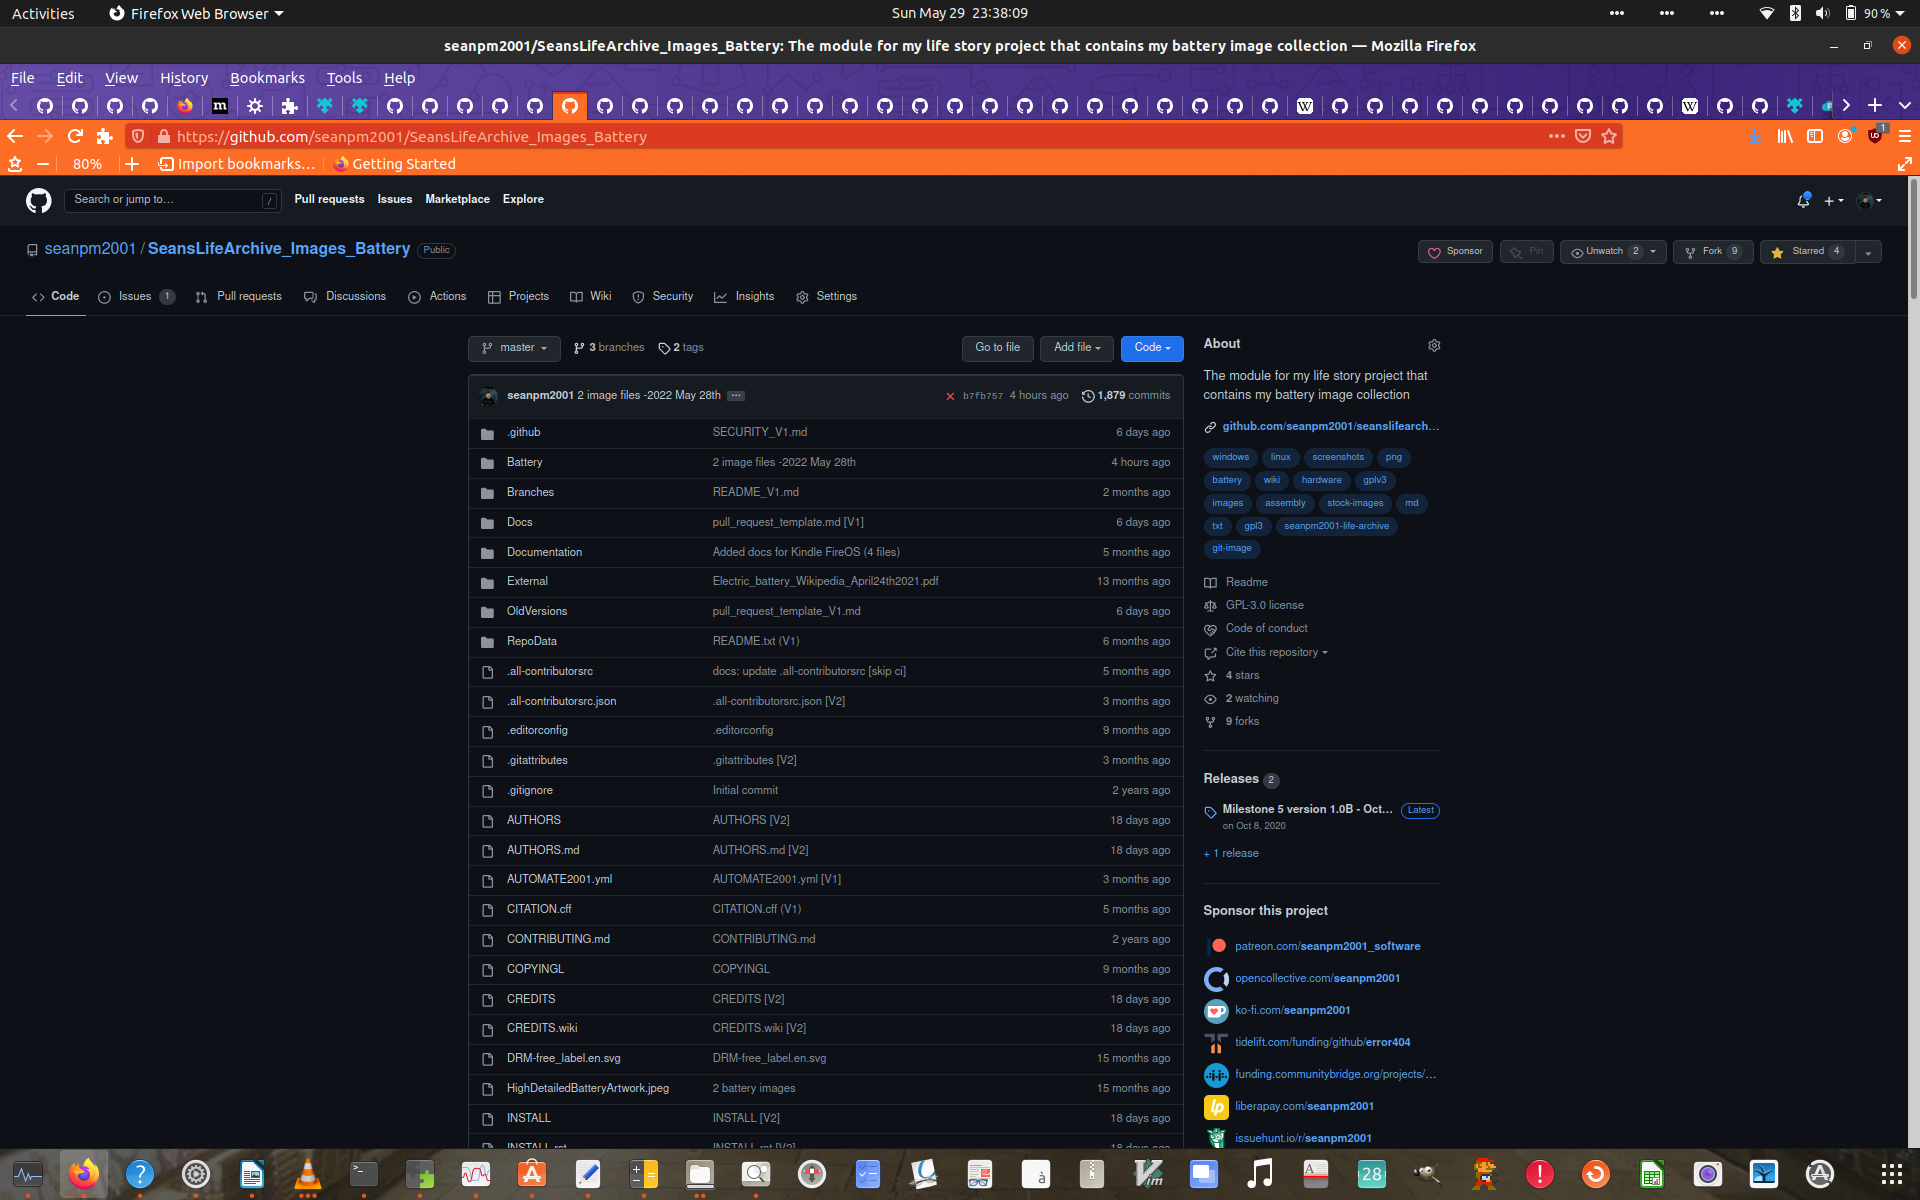 Activities Firefox Web Browser Sun May 29 23:38:09 90 %
seanpm2001/SeansLifeArchive_Images_Battery: The module for my life story project that contains my battery image collection — Mozilla Firefox
File Edit View History Bookmarks Tools Help
https://github.com/seanpm2001/SeansLifeArchive_Images_Battery 1
80% Import bookmarks… Getting Started
Search or jump to… / Pull requests Issues Marketplace Explore
seanpm2001 / SeansLifeArchive_Images_Battery Public Sponsor Pin Unwatch 2 Fork 9 Starred 4
Code Issues 1 Pull requests Discussions Actions Projects Wiki Security Insights Settings
master 3 branches 2 tags Go to file Add file Code
seanpm2001 2 image files -2022 May 28th ... b7fb757 4 hours ago 1,879 commits
.github SECURITY_V1.md 6 days ago
Battery 2 image files -2022 May 28th 4 hours ago
Branches README_V1.md 2 months ago
Docs pull_request_template.md [V1] 6 days ago
Documentation Added docs for Kindle FireOS (4 files) 5 months ago
External Electric_battery_Wikipedia_April24th2021.pdf 13 months ago
OldVersions pull_request_template_V1.md 6 days ago
RepoData README.txt (V1) 6 months ago
.all-contributorsrc docs: update .all-contributorsrc [skip ci] 5 months ago
.all-contributorsrc.json .all-contributorsrc.json [V2] 3 months ago
.editorconfig .editorconfig 9 months ago
.gitattributes .gitattributes [V2] 3 months ago
.gitignore Initial commit 2 years ago
AUTHORS AUTHORS [V2] 18 days ago
AUTHORS.md AUTHORS.md [V2] 18 days ago
AUTOMATE2001.yml AUTOMATE2001.yml [V1] 3 months ago
CITATION.cff CITATION.cff (V1) 5 months ago
CONTRIBUTING.md CONTRIBUTING.md 2 years ago
COPYINGL COPYINGL 9 months ago
CREDITS CREDITS [V2] 18 days ago
CREDITS.wiki CREDITS.wiki [V2] 18 days ago
DRM-free_label.en.svg DRM-free_label.en.svg 15 months ago
HighDetailedBatteryArtwork.jpeg 2 battery images 15 months ago
INSTALL INSTALL [V2] 18 days ago
INSTALL.rst INSTALL.rst [V2] 18 days ago
About
The module for my life story project that
contains my battery image collection
github.com/seanpm2001/seanslifearch…
windows linux screenshots png
battery wiki hardware gplv3
images assembly stock-images md
txt gpl3 seanpm2001-life-archive
git-image
Readme
GPL-3.0 license
Code of conduct
Cite this repository
4 stars
2 watching
9 forks
Releases 2
Milestone 5 version 1.0B - Oct... Latest
on Oct 8, 2020
+ 1 release
Sponsor this project
patreon.com/seanpm2001_software
opencollective.com/seanpm2001
ko-fi.com/seanpm2001
tidelift.com/funding/github/error404
funding.communitybridge.org/projects/…
liberapay.com/seanpm2001
issuehunt.io/r/seanpm2001
28